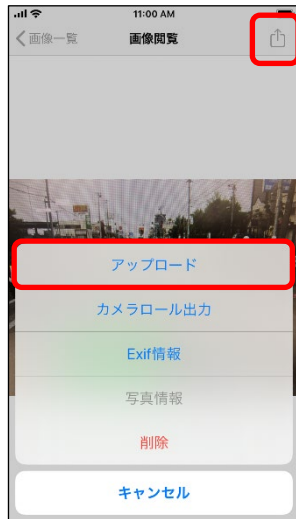 11:00 AM
画像一覧
画像閲覧
アップロード
カメラロール出力
Exif情報
写真情報
削除
キャンセル